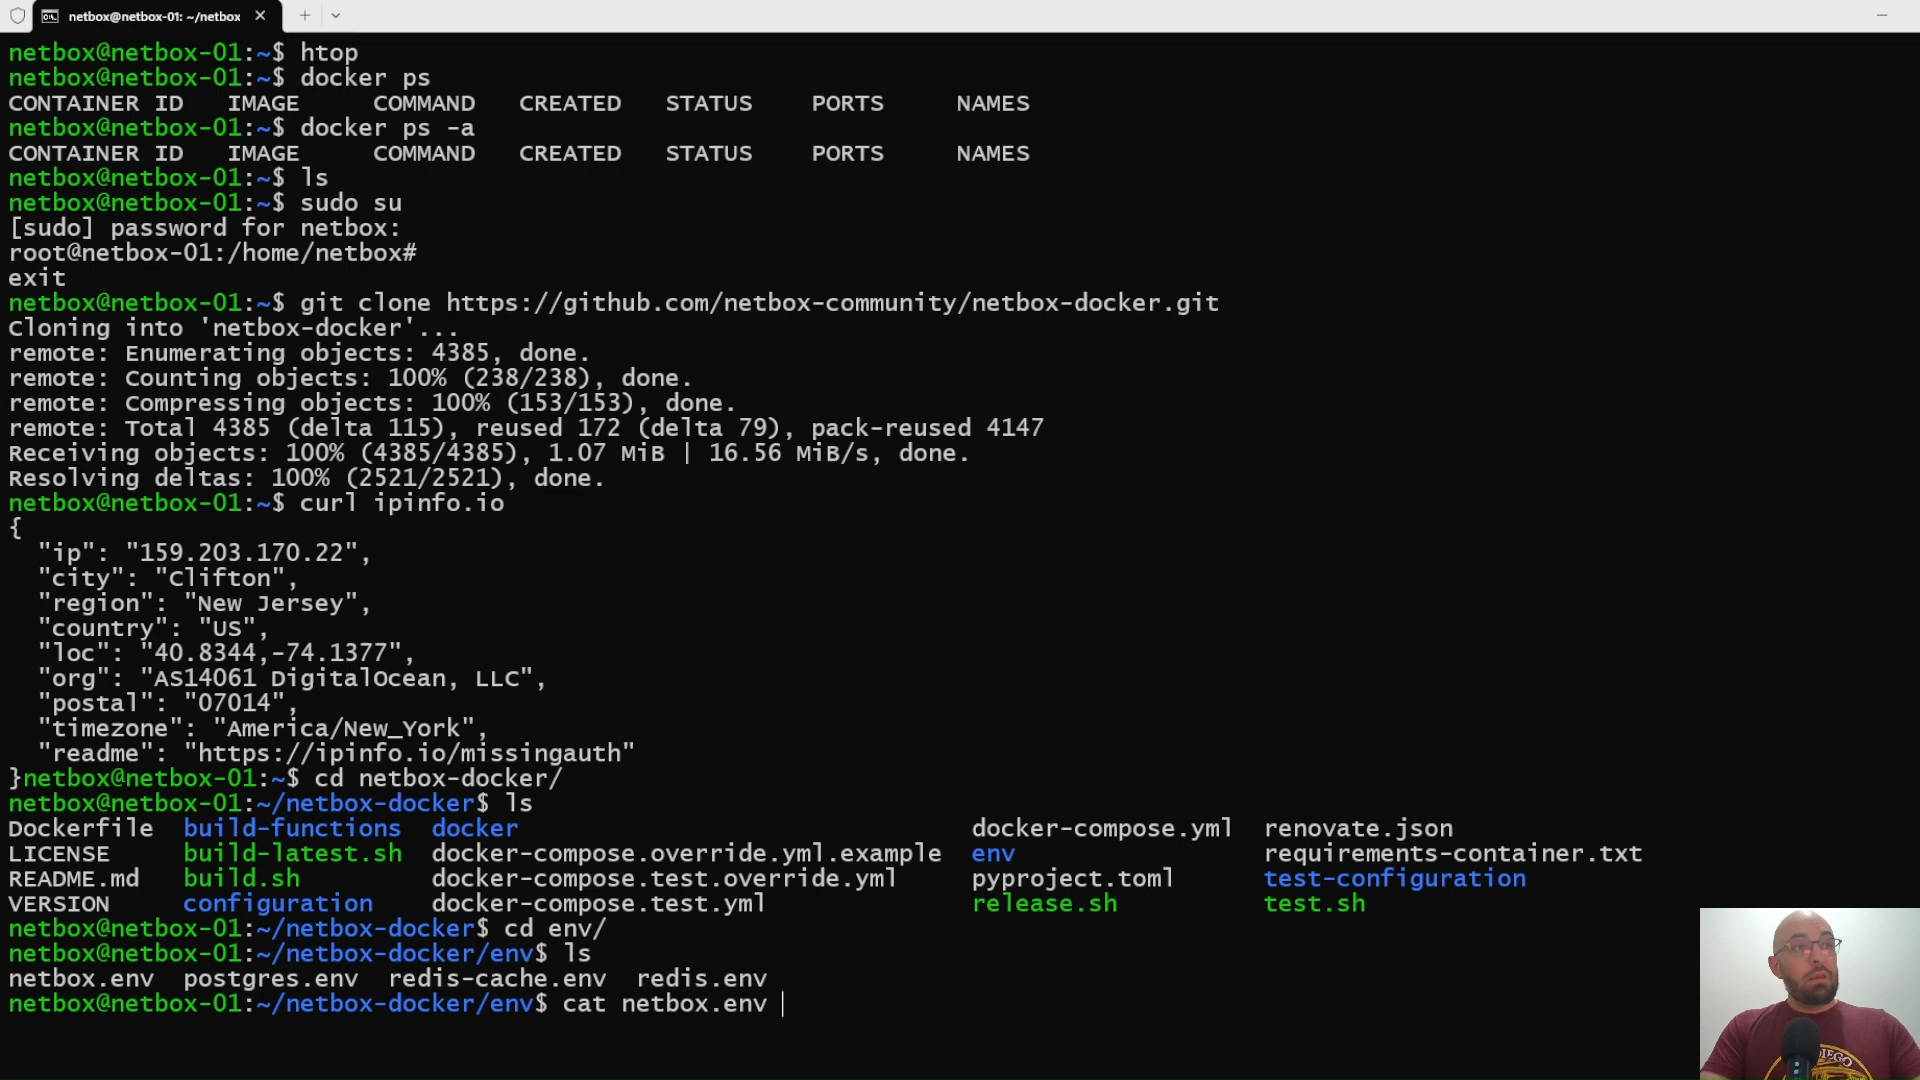 netbox@netbox-01: ~/netbox
netbox@netbox-01:~$ htop
netbox@netbox-01:~$ docker ps
CONTAINER ID   IMAGE     COMMAND   CREATED   STATUS    PORTS     NAMES
netbox@netbox-01:~$ docker ps -a
CONTAINER ID   IMAGE     COMMAND   CREATED   STATUS    PORTS     NAMES
netbox@netbox-01:~$ ls
netbox@netbox-01:~$ sudo su
[sudo] password for netbox:
root@netbox-01:/home/netbox#
exit
netbox@netbox-01:~$ git clone https://github.com/netbox-community/netbox-docker.git
Cloning into 'netbox-docker'...
remote: Enumerating objects: 4385, done.
remote: Counting objects: 100% (238/238), done.
remote: Compressing objects: 100% (153/153), done.
remote: Total 4385 (delta 115), reused 172 (delta 79), pack-reused 4147
Receiving objects: 100% (4385/4385), 1.07 MiB | 16.56 MiB/s, done.
Resolving deltas: 100% (2521/2521), done.
netbox@netbox-01:~$ curl ipinfo.io
{
  "ip": "159.203.170.22",
  "city": "Clifton",
  "region": "New Jersey",
  "country": "US",
  "loc": "40.8344,-74.1377",
  "org": "AS14061 DigitalOcean, LLC",
  "postal": "07014",
  "timezone": "America/New_York",
  "readme": "https://ipinfo.io/missingauth"
}netbox@netbox-01:~$ cd netbox-docker/
netbox@netbox-01:~/netbox-docker$ ls
Dockerfile  build-functions  docker                               docker-compose.yml  renovate.json
LICENSE     build-latest.sh  docker-compose.override.yml.example  env                 requirements-container.txt
README.md   build.sh         docker-compose.test.override.yml     pyproject.toml      test-configuration
VERSION     configuration    docker-compose.test.yml              release.sh          test.sh
netbox@netbox-01:~/netbox-docker$ cd env/
netbox@netbox-01:~/netbox-docker/env$ ls
netbox.env  postgres.env  redis-cache.env  redis.env
netbox@netbox-01:~/netbox-docker/env$ cat netbox.env